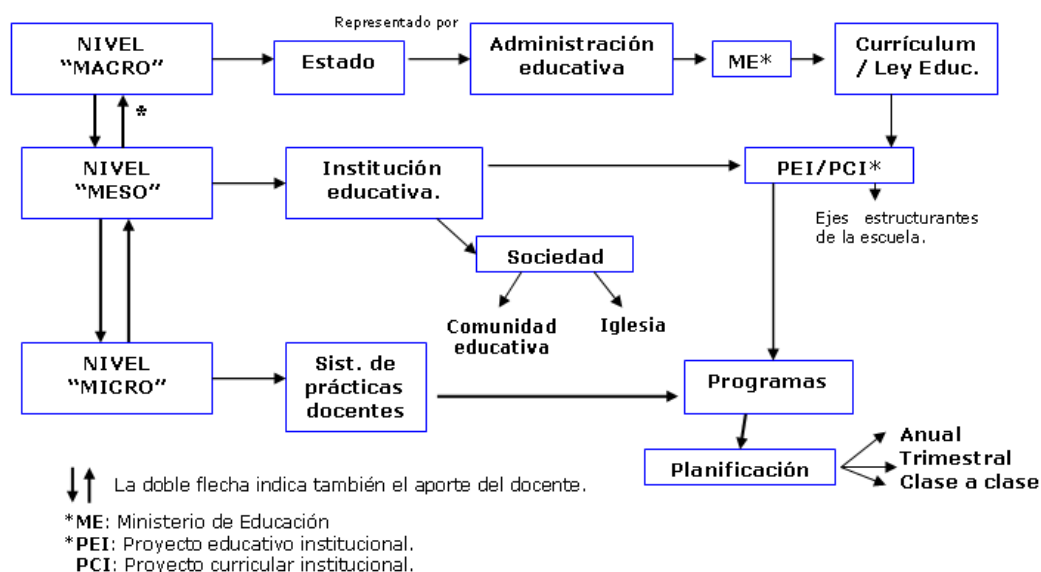 Representado por
NIVEL
“MACRO”
Estado
Administración
educativa
ME*
Currículum
/ Ley Educ.
*
NIVEL
“MESO”
Institución
educativa.
PEI/PCI*
Ejes estructurantes
de la escuela.
Sociedad
Comunidad
educativa
Iglesia
NIVEL
“MICRO”
Sist. de
prácticas
docentes
Programas
Planificación
Anual
Trimestral
Clase a clase
La doble flecha indica también el aporte del docente.
*ME: Ministerio de Educación
*PEI: Proyecto educativo institucional.
PCI: Proyecto curricular institucional.